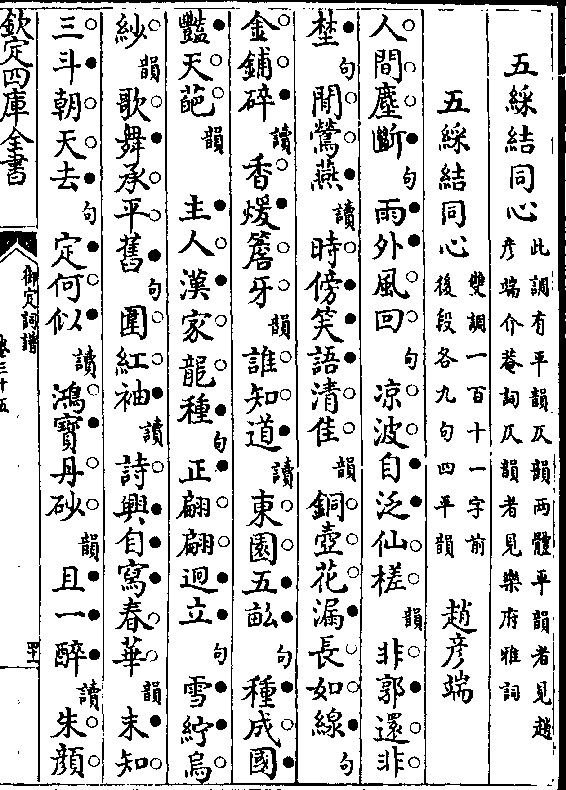 五綵結同心 此調有平韻仄韻兩體平韻者見趙
彦端介菴詞仄韻者見樂府雅詞
五綵結同心 雙調一百十一字前
後段各九句四平韻 趙彦端
人間塵斷句雨外風回句凉波自泛仙槎韻非郭還非
埜句閒鶯燕讀時傍笑語清佳韻銅壺花漏長如線句
金鋪碎讀香煖簷牙韻誰知道讀東園五畝句種成國
豔天葩韻 主人漢家龍種句正翩翩迥立句雪紵烏
紗韻歌舞承平舊句圍紅袖讀詩興自寫春華韻未知
三斗朝天去句定何似讀鴻寶丹砂韻且一醉讀朱顔
欽定四庫全書
御定詞譜
卷三十五